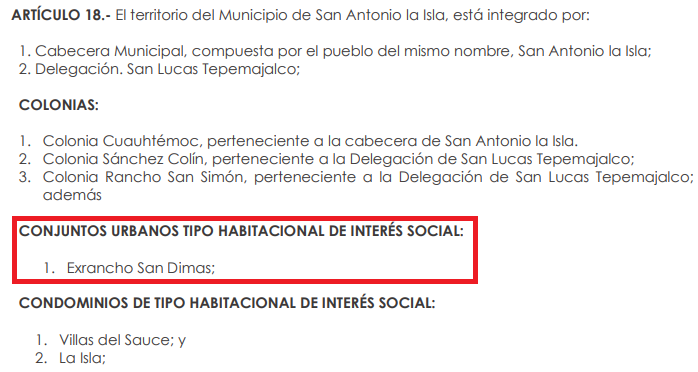 ARTÍCULO 18.- El territorio del Municipio de San Antonio la Isla, está integrado por:
1. Cabecera Municipal, compuesta por el pueblo del mismo nombre, San Antonio la Isla;
2. Delegación. San Lucas Tepemajalco;
COLONIAS:
1. Colonia Cuauhtémoc, perteneciente a la cabecera de San Antonio la Isla.
2. Colonia Sánchez Colín, perteneciente a la Delegación de San Lucas Tepemajalco;
3. Colonia Rancho San Simón, perteneciente a la Delegación de San Lucas Tepemajalco;
además
CONJUNTOS URBANOS TIPO HABITACIONAL DE INTERÉS SOCIAL:
1. Exrancho San Dimas;
CONDOMINIOS DE TIPO HABITACIONAL DE INTERÉS SOCIAL:
1. Villas del Sauce; y
2. La Isla;